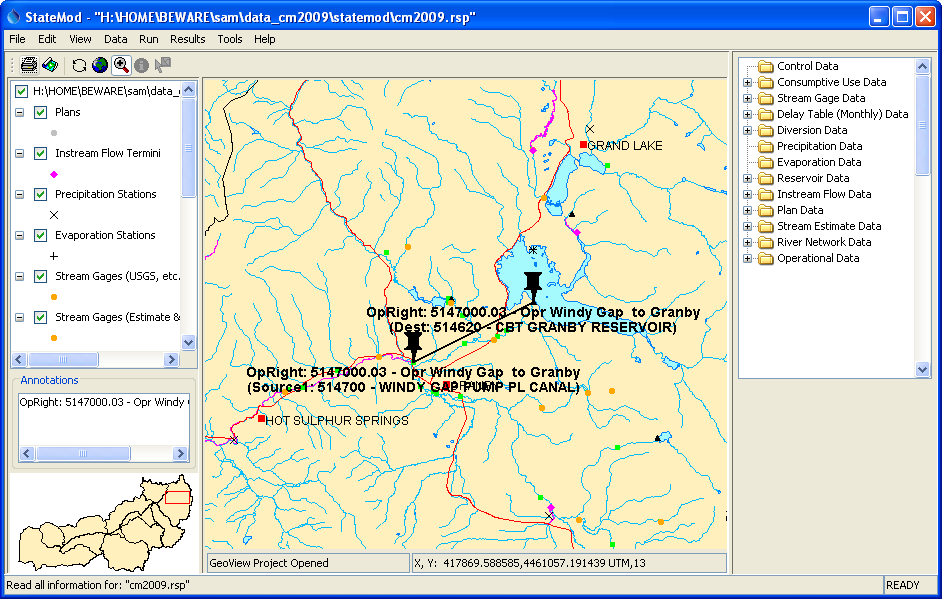 StateMod - "H:\HOME\BEWARE\sam\data_cm2009\statemod\cm2009.rsp"
File Edit View Data Run Results Tools Help
H:\HOME\BEWARE\sam\data_
Plans
Instream Flow Termini
Precipitation Stations
Evaporation Stations
Stream Gages (USGS, etc.
Stream Gages (Estimate &
Annotations
OpRight: 5147000.03 - Opr Windy
GRAND LAKE
OpRight: 5147000.03 - Opr Windy Gap to Granby
(Dest: 514620 - CBT GRANBY RESERVOIR)
OpRight: 5147000.03 - Opr Windy Gap to Granby
(Source1: 514700 - WINDY GAP PUMP PL CANAL)
HOT SULPHUR SPRINGS
GeoView Project Opened
X, Y: 417869.588585,4461057.191439 UTM,13
Control Data
Consumptive Use Data
Stream Gage Data
Delay Table (Monthly) Data
Diversion Data
Precipitation Data
Evaporation Data
Reservoir Data
Instream Flow Data
Plan Data
Stream Estimate Data
River Network Data
Operational Data
Read all information for: "cm2009.rsp"
READY